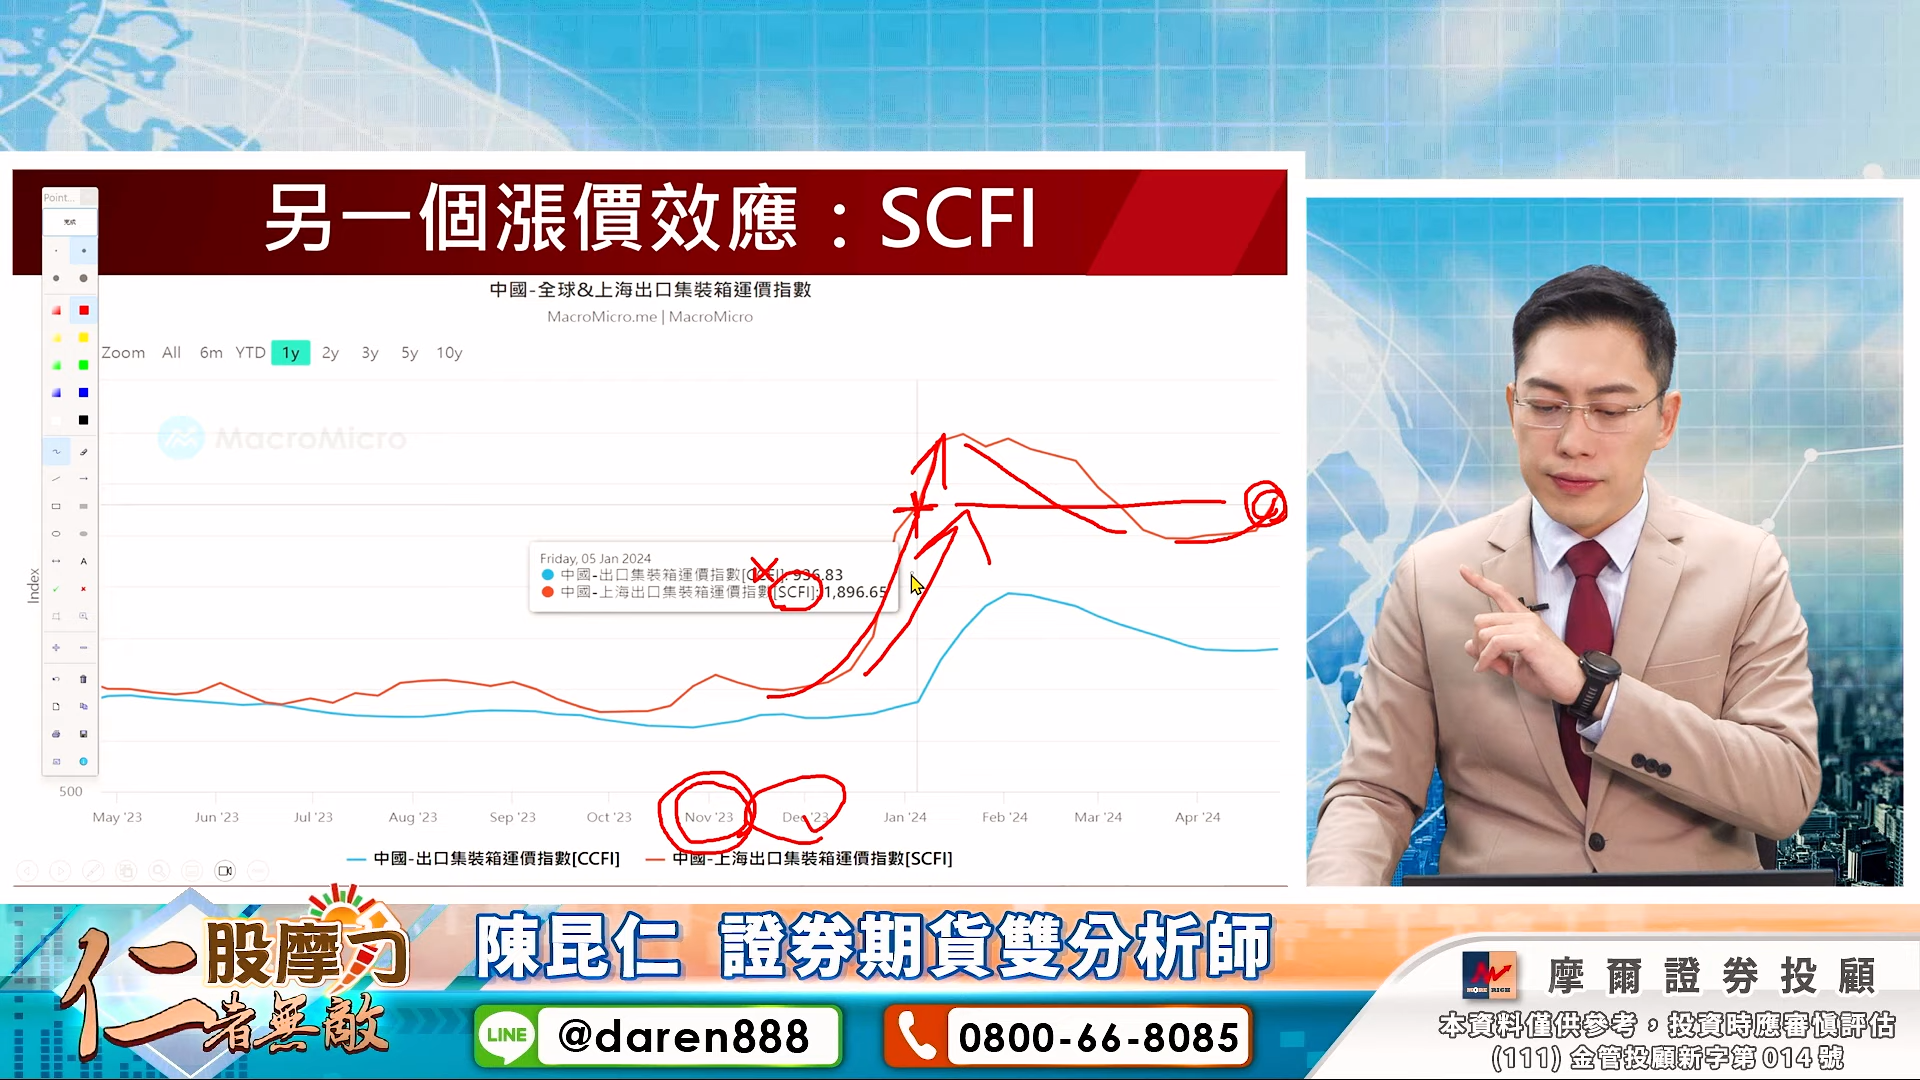 另一個漲價效應：SCFI
Point...
完成
中國-全球&上海出口集裝箱運價指數
MacroMicro.me | MacroMicro
Zoom All 6m YTD 1y 2y 3y 5y 10y
MacroMicro
Friday, 05 Jan 2024
中國-出口集裝箱運價指數[CCFI]: 936.83
中國-上海出口集裝箱運價指數[SCFI]: 1,896.65
Index
A
500
May '23 Jun '23 Jul '23 Aug '23 Sep '23 Oct '23 Nov '23 Dec '23 Jan '24 Feb '24 Mar '24 Apr '24
中國-出口集裝箱運價指數[CCFI] 中國-上海出口集裝箱運價指數[SCFI]
股摩力
仁者無敵
陳昆仁 證券期貨雙分析師
LINE @daren888
0800-66-8085
MORE RICH
摩爾證券投顧
本資料僅供參考，投資時應審慎評估
(111) 金管投顧新字第 014 號